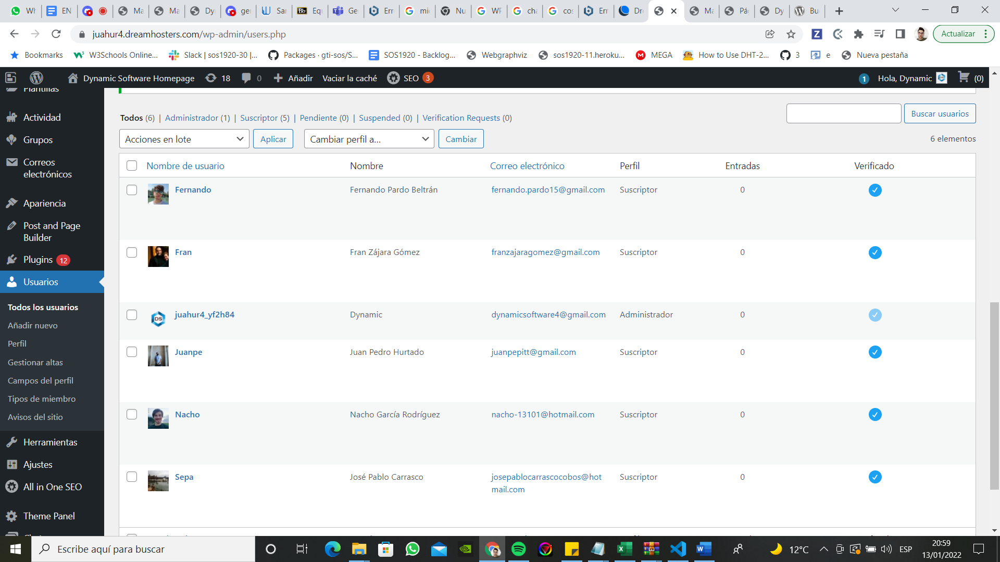 Wh
EN
Ma
Ma
Dy
ge
Sa
Equ
Ge
Erro
mi
Nu
WP
cha
cos
Err
Dre
Ma
Pá
Dy
Bu
juahur4.dreamhosters.com/wp-admin/users.php
Actualizar
Bookmarks
W3Schools Online...
Slack | sos1920-30 |...
Packages · gti-sos/S...
SOS1920 - Backlog...
Webgraphviz
sos1920-11.heroku...
MEGA
How to Use DHT-2...
3
e
Nueva pestaña
Dynamic Software Homepage
18
0
Añadir
Vaciar la caché
SEO 3
1
Hola, Dynamic
(0)
Plantillas
Actividad
Grupos
Correos
electrónicos
Apariencia
Post and Page
Builder
Plugins 12
Usuarios
Todos los usuarios
Añadir nuevo
Perfil
Gestionar altas
Campos del perfil
Tipos de miembro
Avisos del sitio
Herramientas
Ajustes
All in One SEO
Theme Panel
Todos (6) | Administrador (1) | Suscriptor (5) | Pendiente (0) | Suspended (0) | Verification Requests (0)
Buscar usuarios
Acciones en lote
Aplicar
Cambiar perfil a...
Cambiar
6 elementos
Nombre de usuario Nombre Correo electrónico Perfil Entradas Verificado
Fernando Fernando Pardo Beltrán fernando.pardo15@gmail.com Suscriptor 0
Fran Fran Zájara Gómez franzajaragomez@gmail.com Suscriptor 0
DS
juahur4_yf2h84 Dynamic dynamicsoftware4@gmail.com Administrador 0
Juanpe Juan Pedro Hurtado juanpepitt@gmail.com Suscriptor 0
Nacho Nacho García Rodríguez nacho-13101@hotmail.com Suscriptor 0
Sepa José Pablo Carrasco josepablocarrascocobos@hot Suscriptor 0
mail.com
Escribe aquí para buscar
12°C
ESP
20:59
13/01/2022